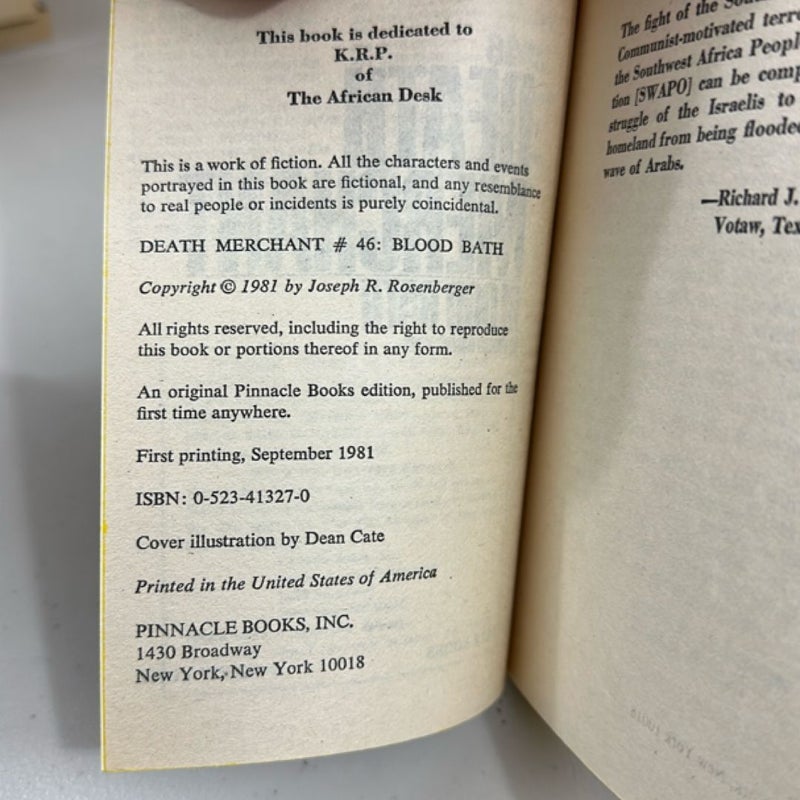 This book is dedicated to
K.R.P.
of
The African Desk
This is a work of fiction. All the characters and events
portrayed in this book are fictional, and any resemblance
to real people or incidents is purely coincidental.
DEATH MERCHANT # 46: BLOOD BATH
Copyright © 1981 by Joseph R. Rosenberger
All rights reserved, including the right to reproduce
this book or portions thereof in any form.
An original Pinnacle Books edition, published for the
first time anywhere.
First printing, September 1981
ISBN: 0-523-41327-0
Cover illustration by Dean Cate
Printed in the United States of America
PINNACLE BOOKS, INC.
1430 Broadway
New York, New York 10018
The fight of the
Communist-motivated
the Southwest Africa
tion [SWAPO] can be
struggle of the Israelis to
homeland from being flooded
wave of Arabs.
—Richard J.
Votaw,